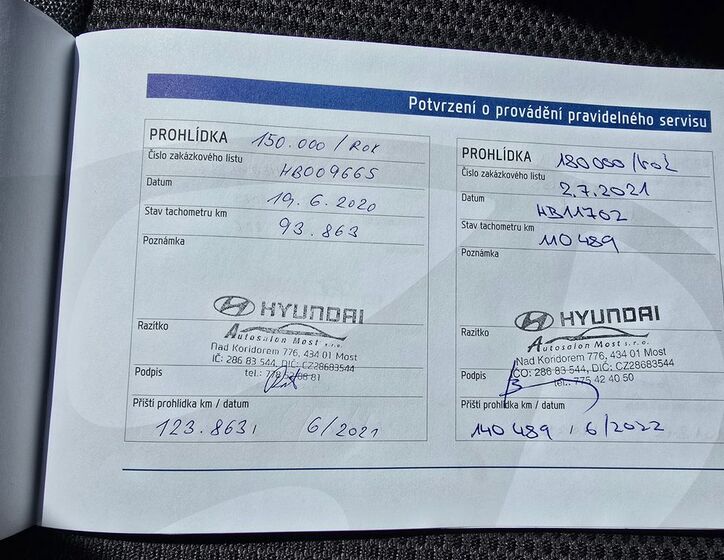 Potvrzení o provádění pravidelného servisu
PROHLÍDKA 150.000 / ROK
Číslo zakázkového listu HB009665
Datum 19.6.2020
Stav tachometru km 93.863
Poznámka
HYUNDAI
Autosalon Most s.r.o.
Razítko
Nad Koridorem 776, 434 01 Most
IČ: 286 83 544, DIČ: CZ28683544
Podpis
Příští prohlídka km / datum
123.863, 6/2021
PROHLÍDKA 180000/rok
Číslo zakázkového listu 2.7.2021
Datum HB11702
Stav tachometru km 110489
Poznámka
HYUNDAI
Autosalon Most s.r.o.
Razítko
Nad Koridorem 776, 434 01 Most
IČO: 286 83 544, DIČ: CZ28683544
tel.: 775 42 40 50
Podpis
Příští prohlídka km / datum
140 489, 6/2022